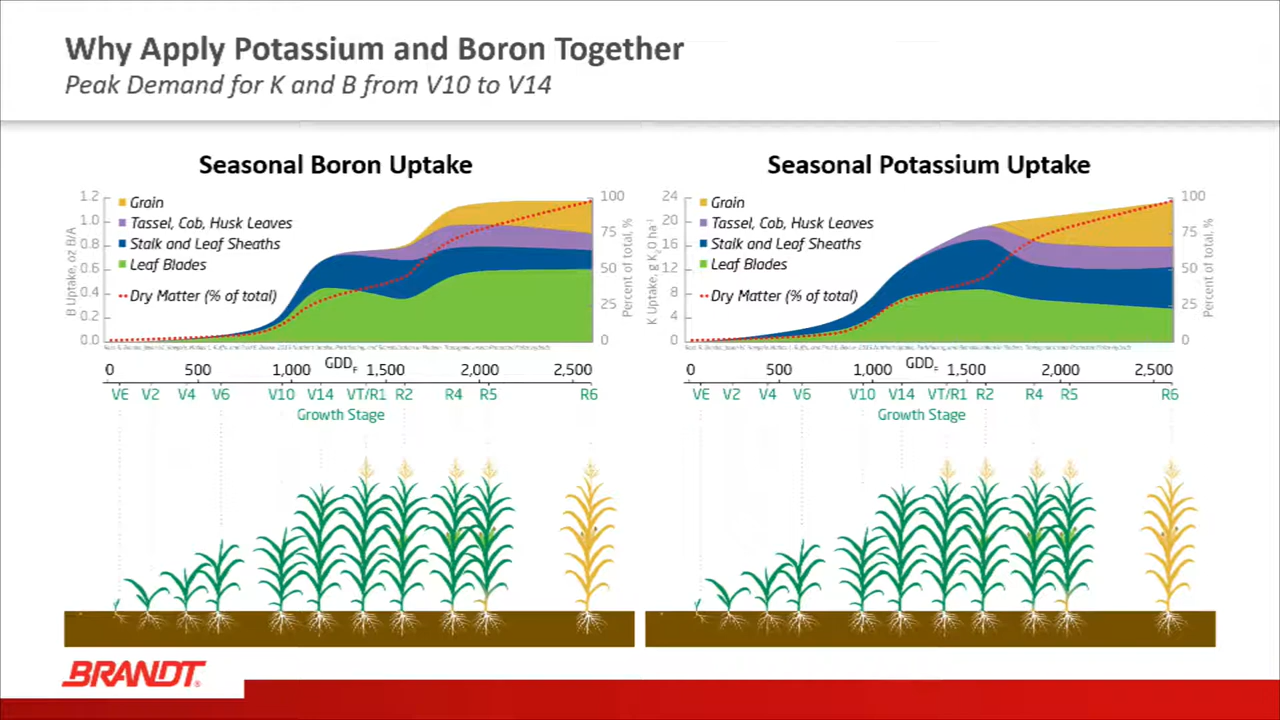 Why Apply Potassium and Boron Together
Peak Demand for K and B from V10 to V14
Seasonal Boron Uptake
1.2
1.0
0.8
0.6
0.4
0.2
0.0
B Uptake, oz B/A
Grain
Tassel, Cob, Husk Leaves
Stalk and Leaf Sheaths
Leaf Blades
Dry Matter (% of total)
100
75
50
25
0
Percent of total, %
0 500 1,000 1,500 2,000 2,500
GDD F
VE V2 V4 V6 V10 V14 VT/R1 R2 R4 R5 R6
Growth Stage
Seasonal Potassium Uptake
24
20
16
12
8
4
0
K Uptake, g K₂O ha⁻¹
Grain
Tassel, Cob, Husk Leaves
Stalk and Leaf Sheaths
Leaf Blades
Dry Matter (% of total)
100
75
50
25
0
Percent of total, %
0 500 1,000 1,500 2,000 2,500
GDD F
VE V2 V4 V6 V10 V14 VT/R1 R2 R4 R5 R6
Growth Stage
BRANDT®